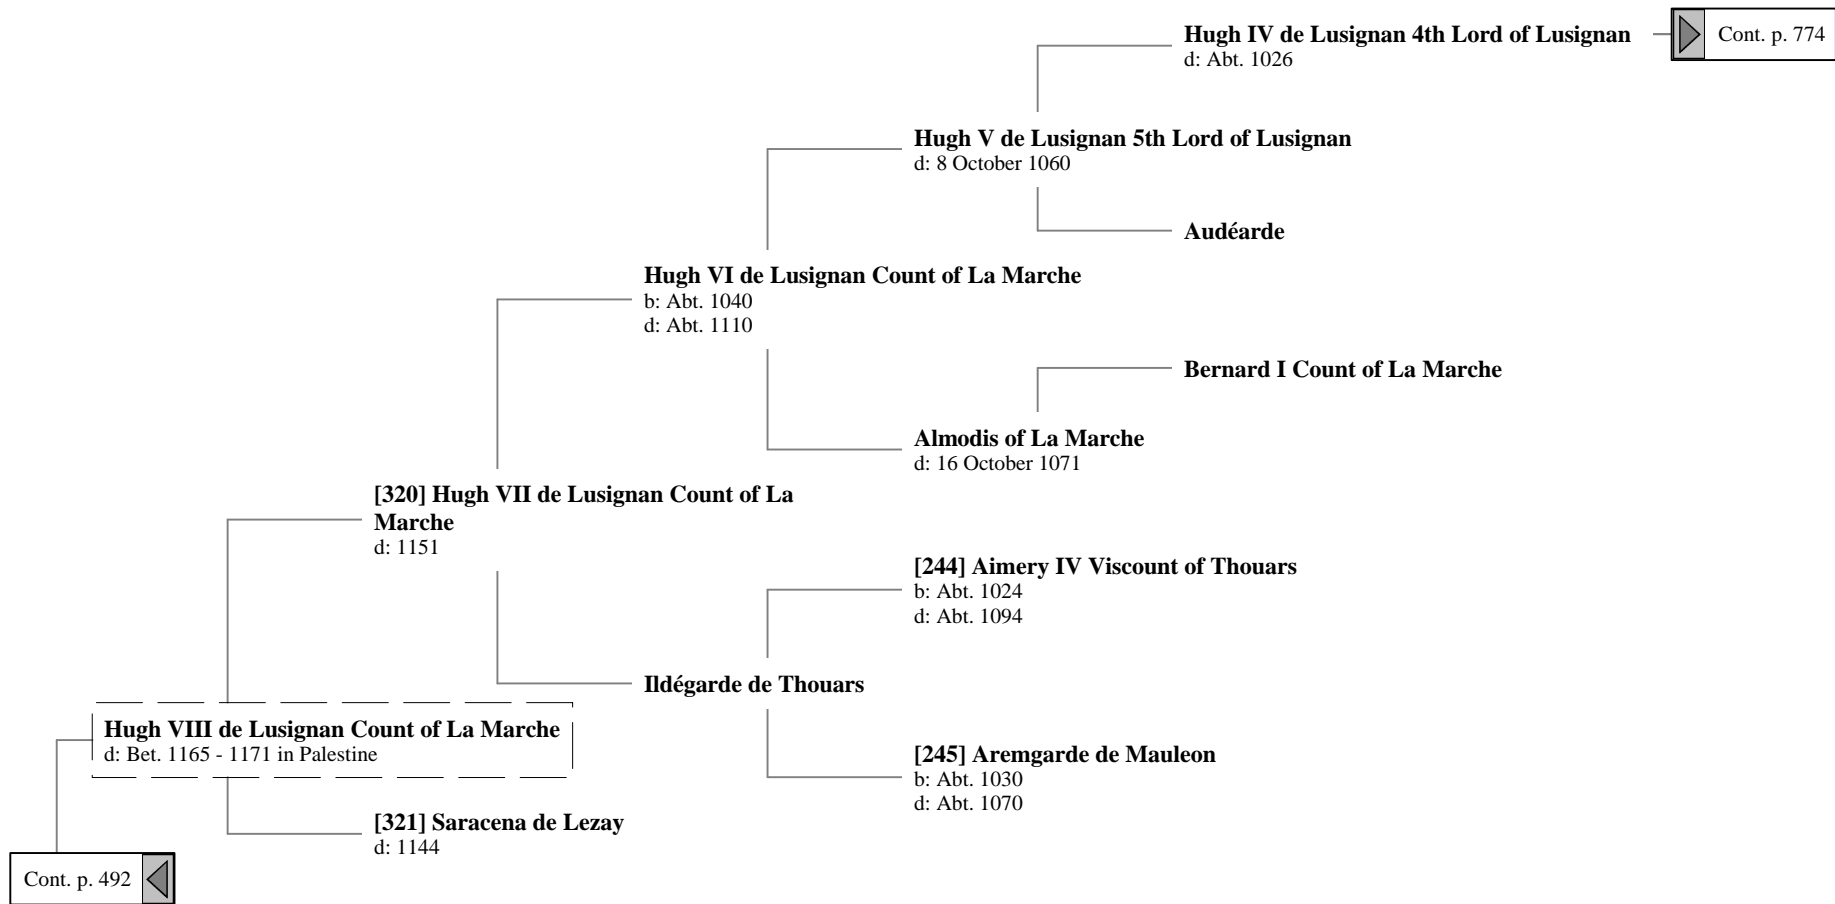 Hugh IV de Lusignan 4th Lord of Lusignan
d: Abt. 1026
Cont. p. 774
Hugh V de Lusignan 5th Lord of Lusignan
d: 8 October 1060
Audéarde
Hugh VI de Lusignan Count of La Marche
b: Abt. 1040
d: Abt. 1110
Bernard I Count of La Marche
Almodis of La Marche
d: 16 October 1071
[320] Hugh VII de Lusignan Count of La
Marche
d: 1151
[244] Aimery IV Viscount of Thouars
b: Abt. 1024
d: Abt. 1094
Ildégarde de Thouars
Hugh VIII de Lusignan Count of La Marche
d: Bet. 1165 - 1171 in Palestine
[245] Aremgarde de Mauleon
b: Abt. 1030
d: Abt. 1070
[321] Saracena de Lezay
d: 1144
Cont. p. 492